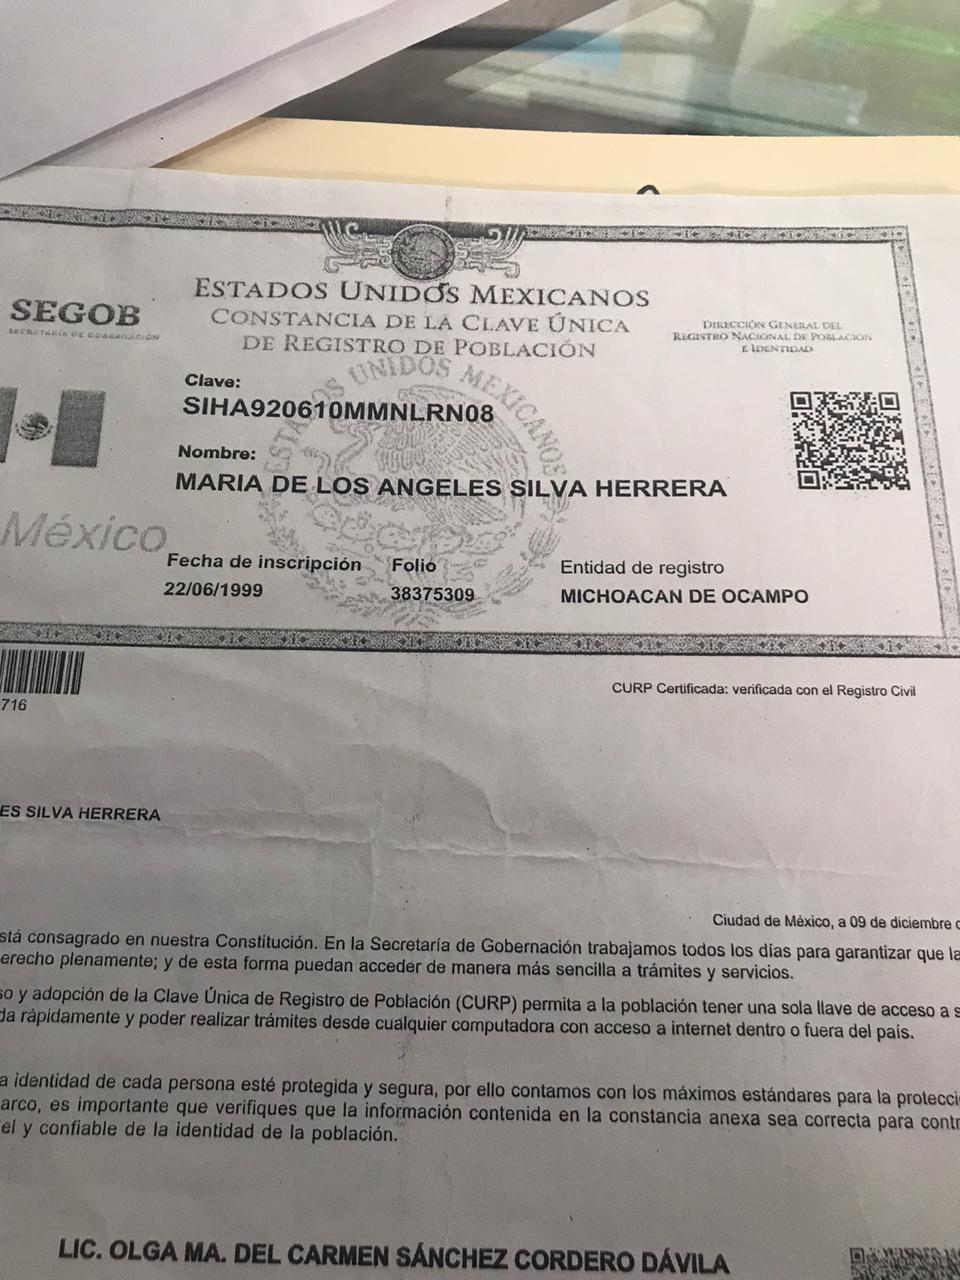 ESTADOS UNIDOS MEXICANOS
SEGOB
SECRETARÍA DE GOBERNACIÓN
CONSTANCIA DE LA CLAVE ÚNICA
DE REGISTRO DE POBLACIÓN
DIRECCIÓN GENERAL DEL
REGISTRO NACIONAL DE POBLACIÓN
E IDENTIDAD
ESTADOS UNIDOS MEXICANOS
Clave:
SIHA920610MMNLRN08
Nombre:
MARIA DE LOS ANGELES SILVA HERRERA
México
Fecha de inscripción Folio Entidad de registro
22/06/1999 38375309 MICHOACAN DE OCAMPO
716
CURP Certificada: verificada con el Registro Civil
ES SILVA HERRERA
Ciudad de México, a 09 de diciembre
stá consagrado en nuestra Constitución. En la Secretaría de Gobernación trabajamos todos los días para garantizar que la
erecho plenamente; y de esta forma puedan acceder de manera más sencilla a trámites y servicios.
so y adopción de la Clave Única de Registro de Población (CURP) permita a la población tener una sola llave de acceso a s
da rápidamente y poder realizar trámites desde cualquier computadora con acceso a internet dentro o fuera del país.
a identidad de cada persona esté protegida y segura, por ello contamos con los máximos estándares para la protecci
arco, es importante que verifiques que la información contenida en la constancia anexa sea correcta para contr
el y confiable de la identidad de la población.
LIC. OLGA MA. DEL CARMEN SÁNCHEZ CORDERO DÁVILA